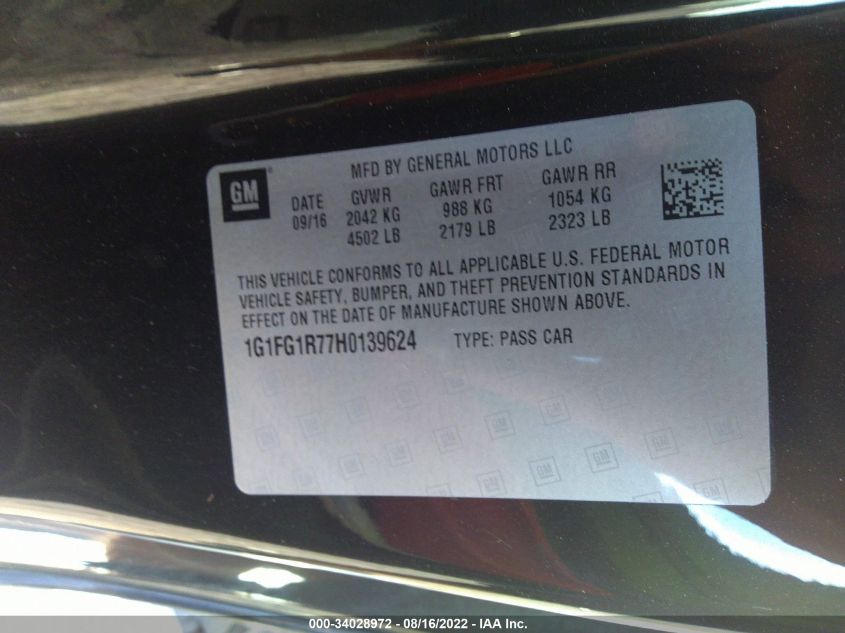 MFD BY GENERAL MOTORS LLC
GM
DATE GVWR GAWR FRT GAWR RR
09/16 2042 KG 988 KG 1054 KG
4502 LB 2179 LB 2323 LB
THIS VEHICLE CONFORMS TO ALL APPLICABLE U.S. FEDERAL MOTOR
VEHICLE SAFETY, BUMPER, AND THEFT PREVENTION STANDARDS IN
EFFECT ON THE DATE OF MANUFACTURE SHOWN ABOVE.
1G1FG1R77H0139624 TYPE: PASS CAR
GM
GM
000-34028972 - 08/16/2022 - IAA Inc.